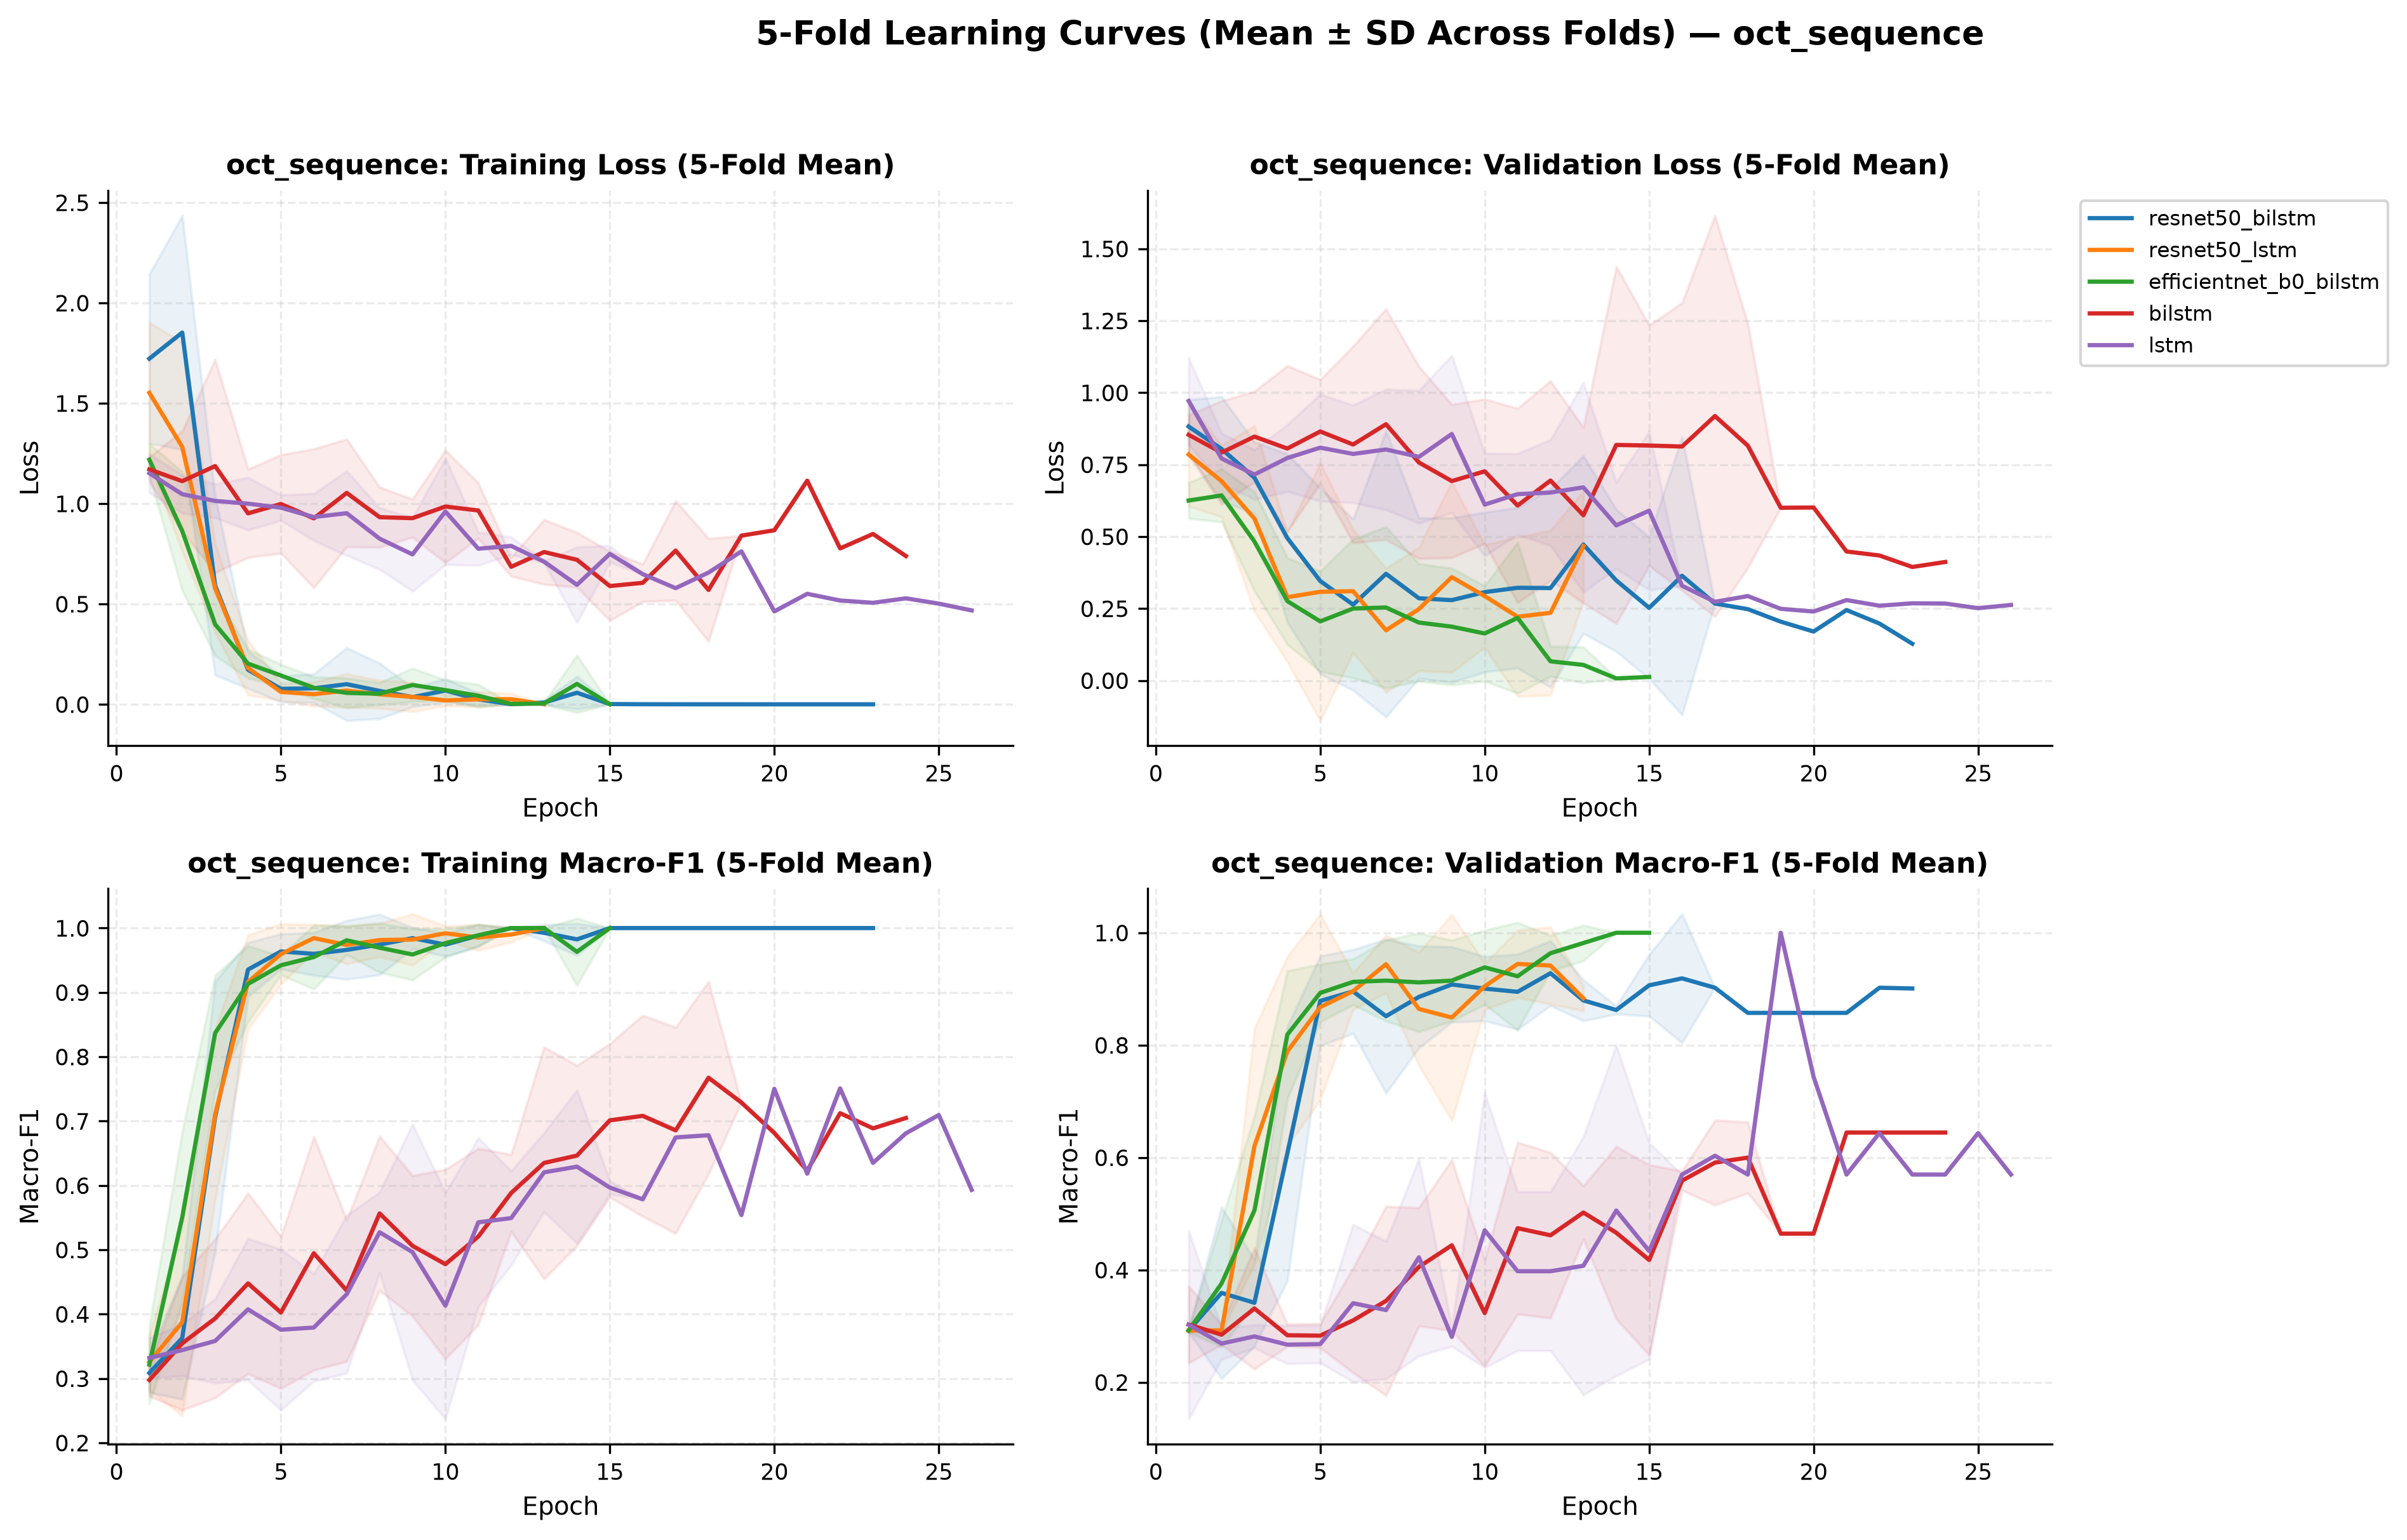 5-Fold Learning Curves (Mean ± SD Across Folds) — oct_sequence
oct_sequence: Training Loss (5-Fold Mean)
2.5
2.0
1.5
1.0
0.5
0.0
Loss
0 5 10 15 20 25
Epoch
oct_sequence: Validation Loss (5-Fold Mean)
1.50
1.25
1.00
0.75
0.50
0.25
0.00
Loss
0 5 10 15 20 25
Epoch
resnet50_bilstm
resnet50_lstm
efficientnet_b0_bilstm
bilstm
lstm
oct_sequence: Training Macro-F1 (5-Fold Mean)
1.0
0.9
0.8
0.7
0.6
0.5
0.4
0.3
0.2
Macro-F1
0 5 10 15 20 25
Epoch
oct_sequence: Validation Macro-F1 (5-Fold Mean)
1.0
0.8
0.6
0.4
0.2
Macro-F1
0 5 10 15 20 25
Epoch